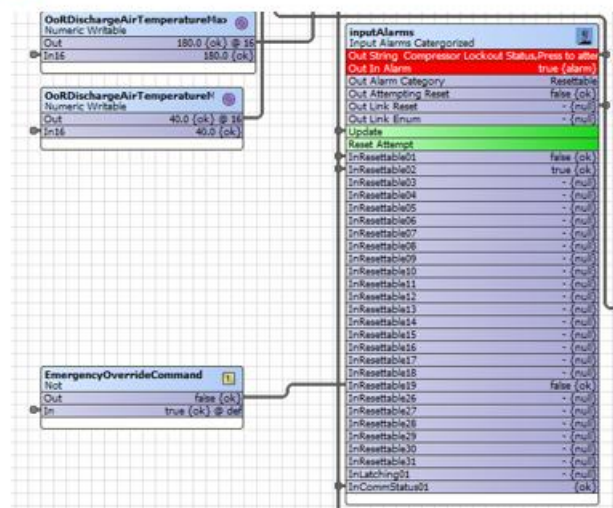 OoRDischargeAirTemperatureMax
Numeric Writable
Out 180.0 {ok} @ 16
In16 180.0 {ok}
OoRDischargeAirTemperatureM
Numeric Writable
Out 40.0 {ok} @ 16
In16 40.0 {ok}
EmergencyOverrideCommand
Not
Out false {ok}
In true {ok} @ def
inputAlarms
Input Alarms Catergorized
Out String Compressor Lockout Status,Press to atter
Out In Alarm true {alarm}
Out Alarm Category Resettable
Out Attempting Reset false {ok}
Out Link Reset - {null}
Out Link Enum - {null}
Update
Reset Attempt
InResettable01 false {ok}
InResettable02 true {ok}
InResettable03 - {null}
InResettable04 - {null}
InResettable05 - {null}
InResettable06 - {null}
InResettable07 - {null}
InResettable08 - {null}
InResettable09 - {null}
InResettable10 - {null}
InResettable11 - {null}
InResettable12 - {null}
InResettable13 - {null}
InResettable14 - {null}
InResettable15 - {null}
InResettable16 - {null}
InResettable17 - {null}
InResettable18 - {null}
InResettable19 false {ok}
InResettable26 - {null}
InResettable27 - {null}
InResettable28 - {null}
InResettable29 - {null}
InResettable30 - {null}
InResettable31 - {null}
InLatching01 - {null}
InCommStatus01 {ok}